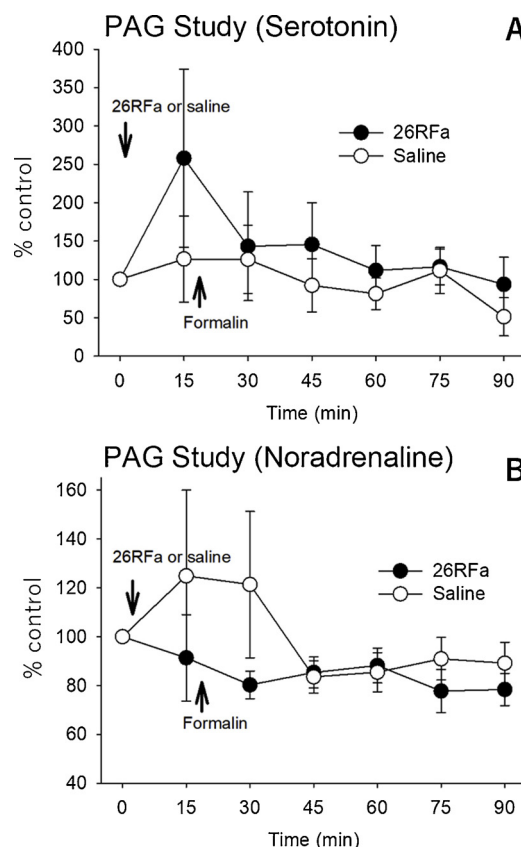 PAG Study (Serotonin)
A
400
350
300
250
200
150
100
50
0
% control
26RFa or saline
26RFa
Saline
Formalin
0 15 30 45 60 75 90
Time (min)
PAG Study (Noradrenaline)
B
160
140
120
100
80
60
40
% control
26RFa or saline
26RFa
Saline
Formalin
0 15 30 45 60 75 90
Time (min)